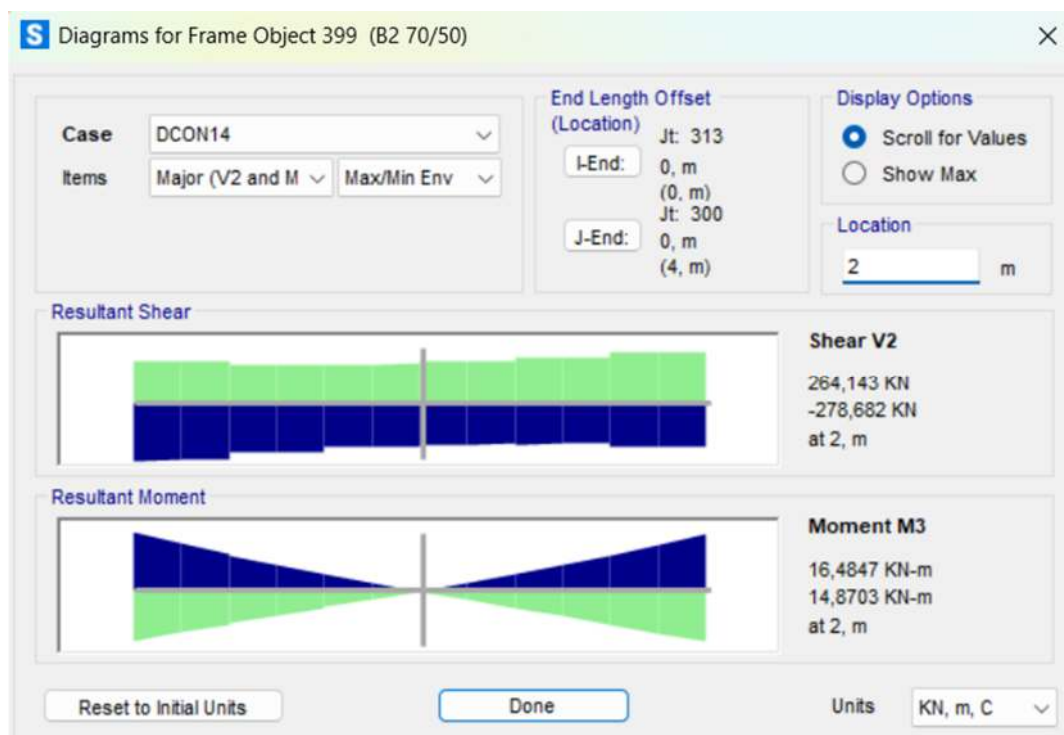 S Diagrams for Frame Object 399 (B2 70/50)
Case DCON14
Items Major (V2 and M Max/Min Env
End Length Offset
(Location)
I-End:
Jt: 313
0, m
(0, m)
J-End:
Jt: 300
0, m
(4, m)
Display Options
Scroll for Values
Show Max
Location
2 m
Resultant Shear
Shear V2
264,143 KN
-278,682 KN
at 2, m
Resultant Moment
Moment M3
16,4847 KN-m
14,8703 KN-m
at 2, m
Reset to Initial Units Done Units KN, m, C